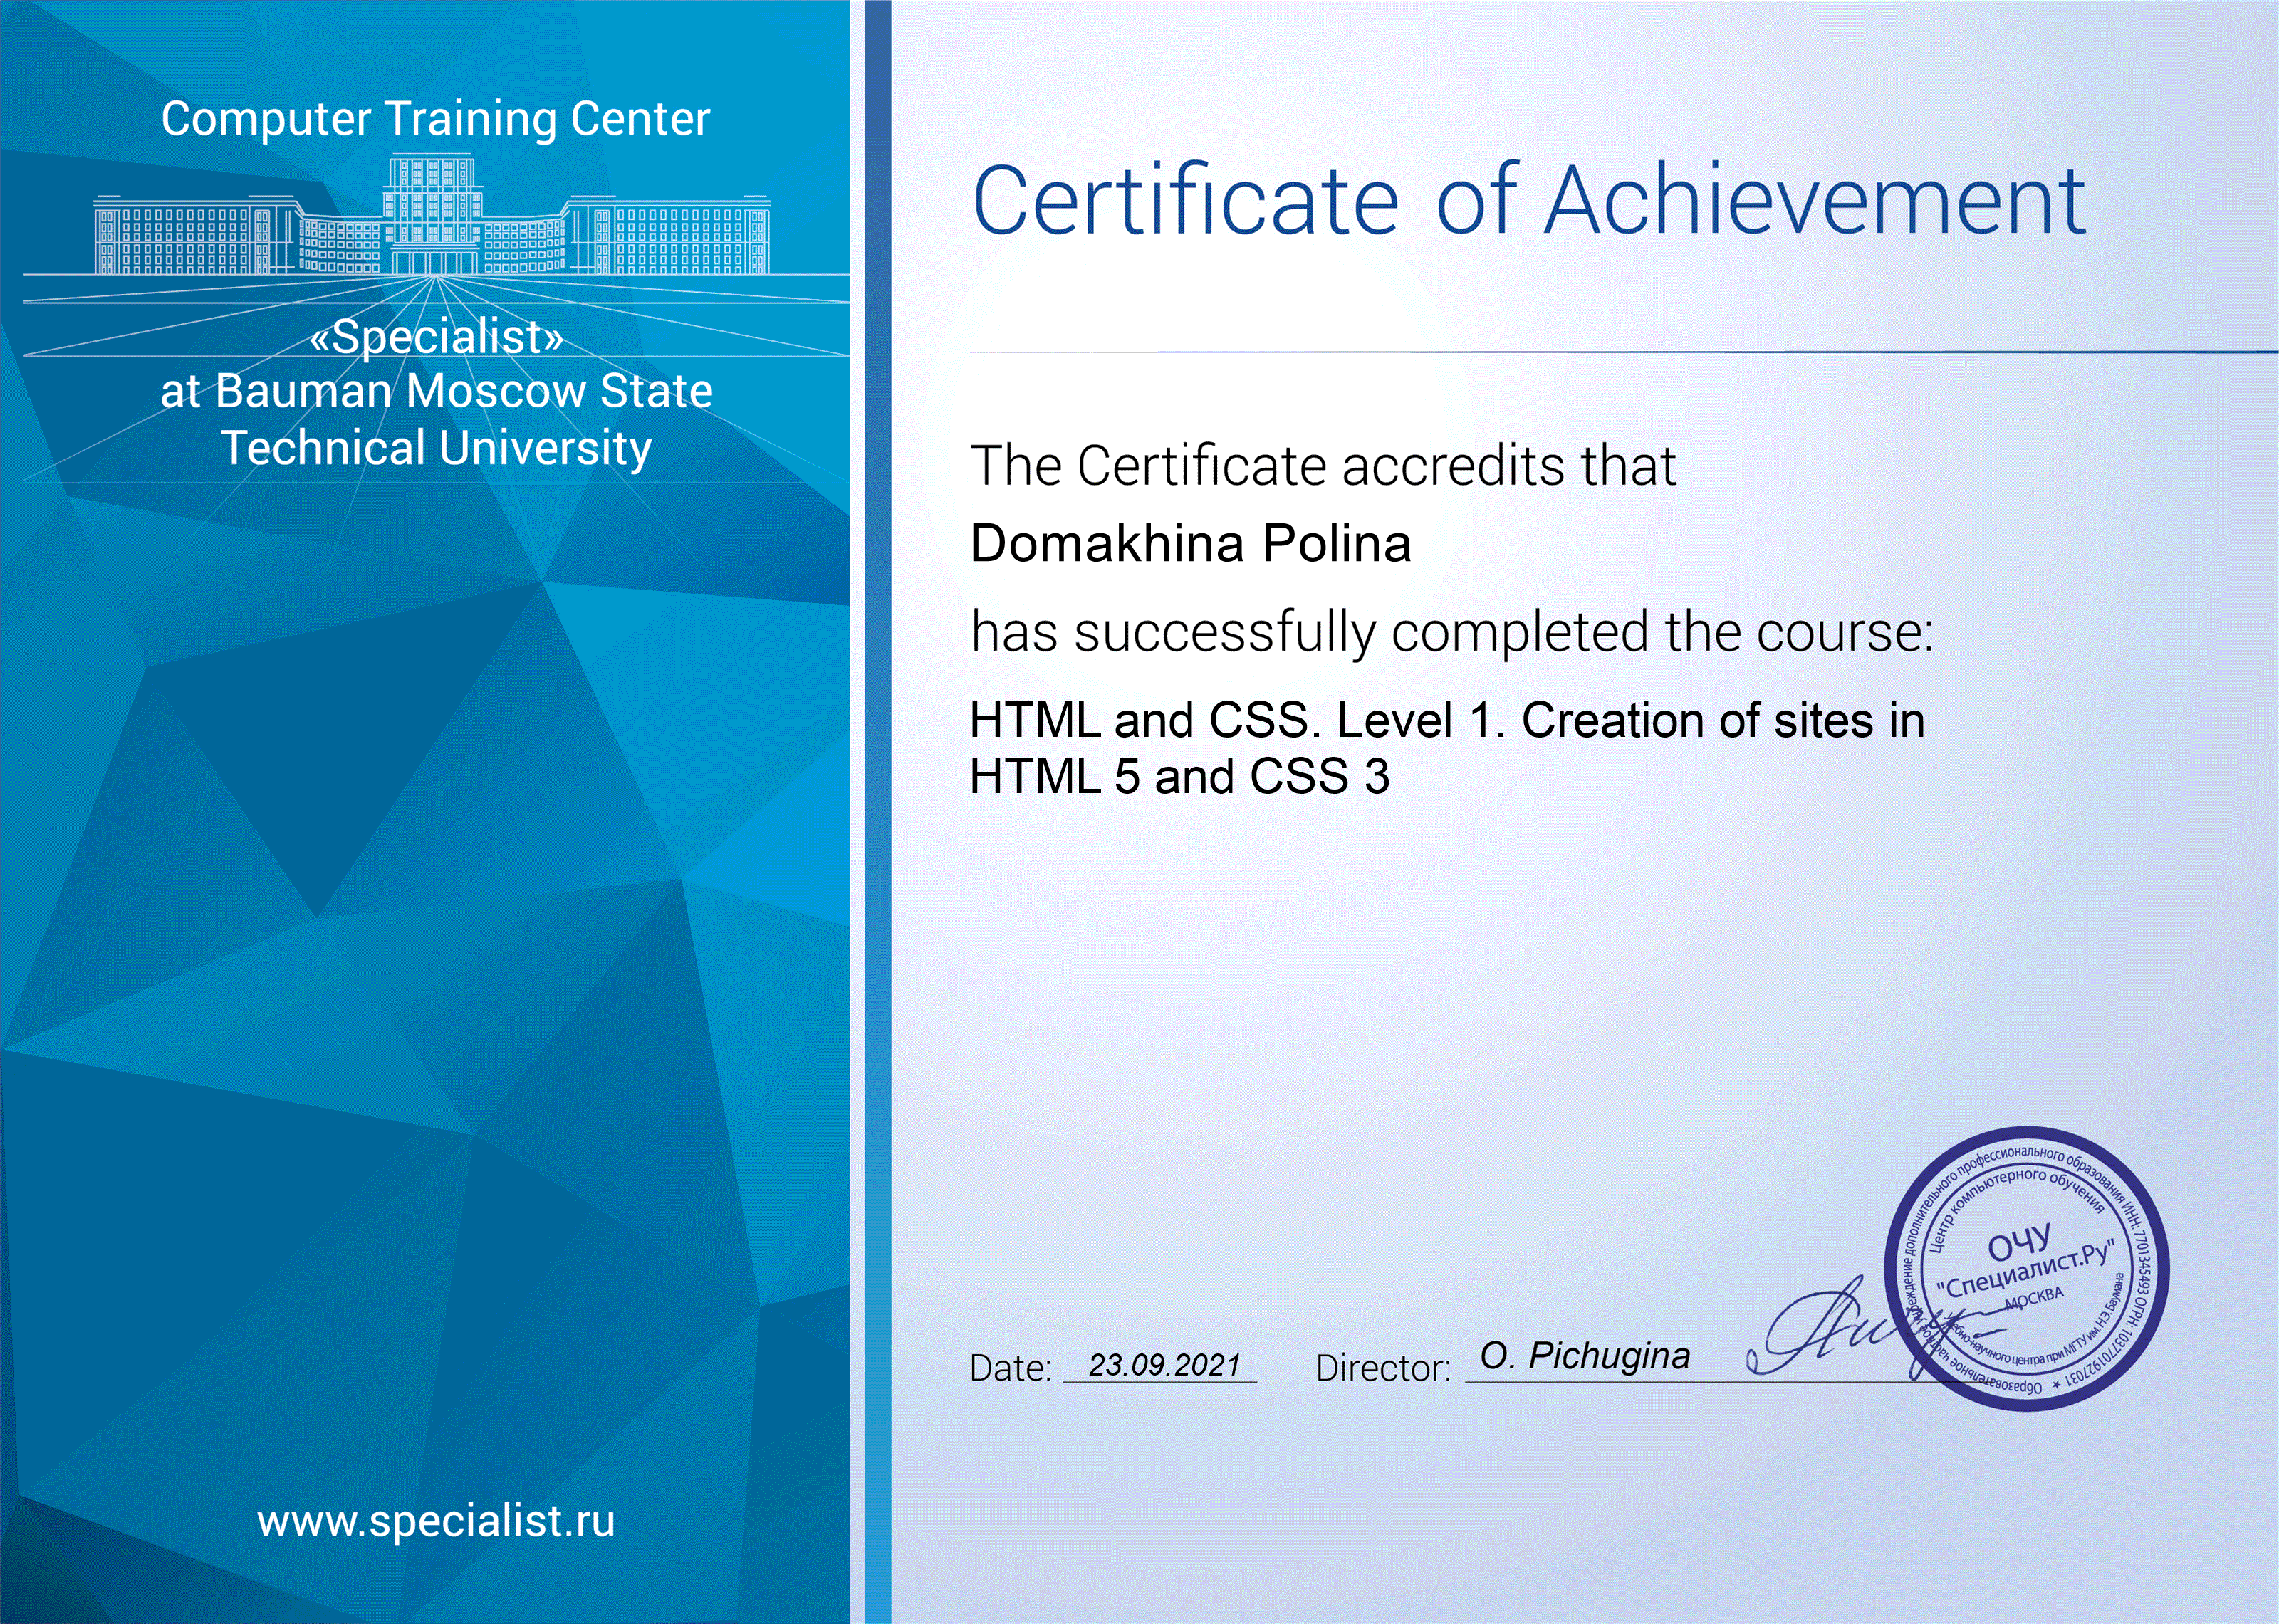 Computer Training Center
«Specialist»
at Bauman Moscow State
Technical University
www.specialist.ru
Certificate of Achievement
The Certificate accredits that
Domakhina Polina
has successfully completed the course:
HTML and CSS. Level 1. Creation of sites in
HTML 5 and CSS 3
Date: 23.09.2021 Director: O. Pichugina
Образовательное частное учреждение дополнительного профессионального образования ИНН: 7701345493 ОГРН: 1037701927031 ★
Центр компьютерного обучения
ОЧУ
"Специалист.Ру"
МОСКВА
Учебно-научного центра при МГТУ им. Н.Э. Баумана